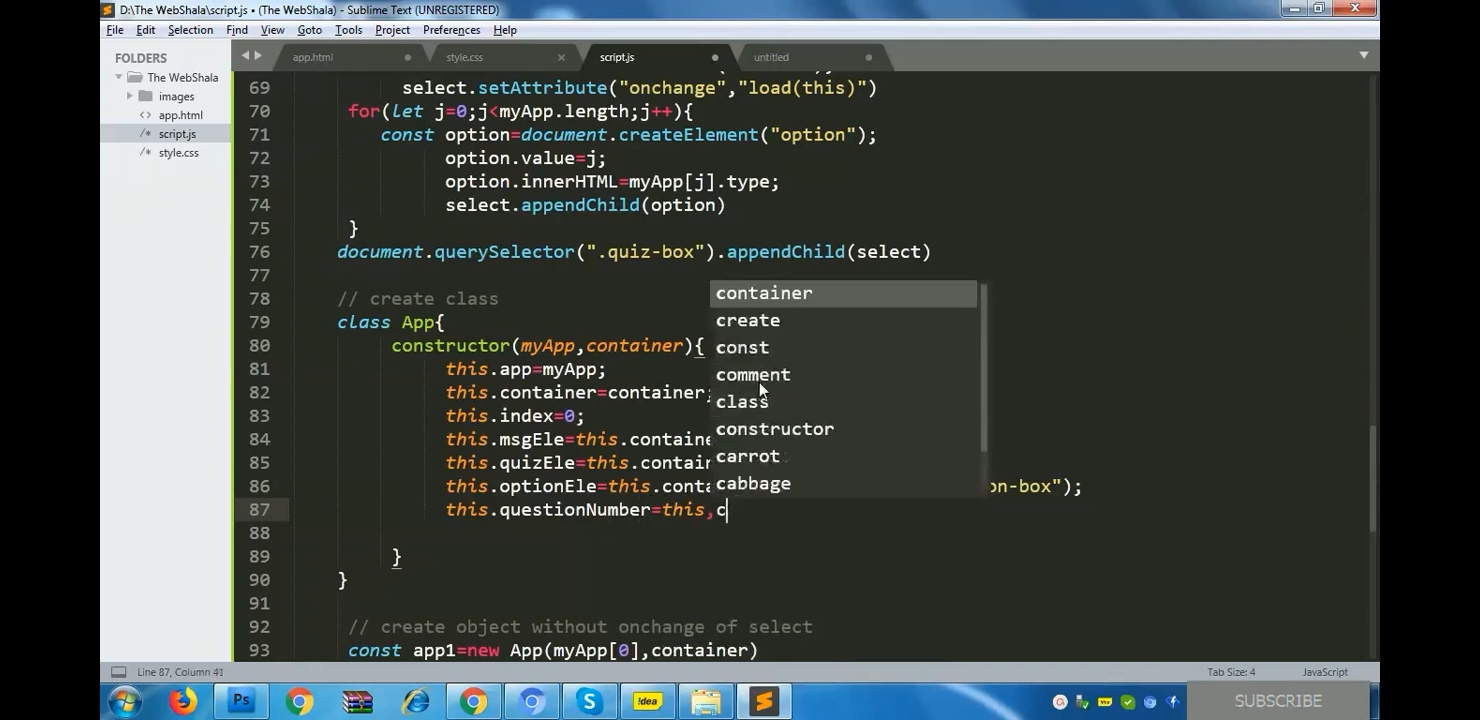 D:\The WebShala\script.js • (The WebShala) - Sublime Text (UNREGISTERED)
File Edit Selection Find View Goto Tools Project Preferences Help
FOLDERS
The WebShala
images
app.html
script.js
style.css
app.html style.css script.js untitled
69 select.setAttribute("onchange","load(this)")
70 for(let j=0;j<myApp.length;j++){
71 const option=document.createElement("option");
72 option.value=j;
73 option.innerHTML=myApp[j].type;
74 select.appendChild(option)
75 }
76 document.querySelector(".quiz-box").appendChild(select)
77
78 // create class
79 class App{
80 constructor(myApp,container){
81 this.app=myApp;
82 this.container=container;
83 this.index=0;
84 this.msgEle=this.containe
85 this.quizEle=this.contain
86 this.optionEle=this.conta on-box");
87 this.questionNumber=this,c
88
89 }
90 }
91
92 // create object without onchange of select
93 const app1=new App(myApp[0],container)
container
create
const
comment
class
constructor
carrot
cabbage
Line 87, Column 41
Tab Size: 4 JavaScript
Ps !dea
SUBSCRIBE